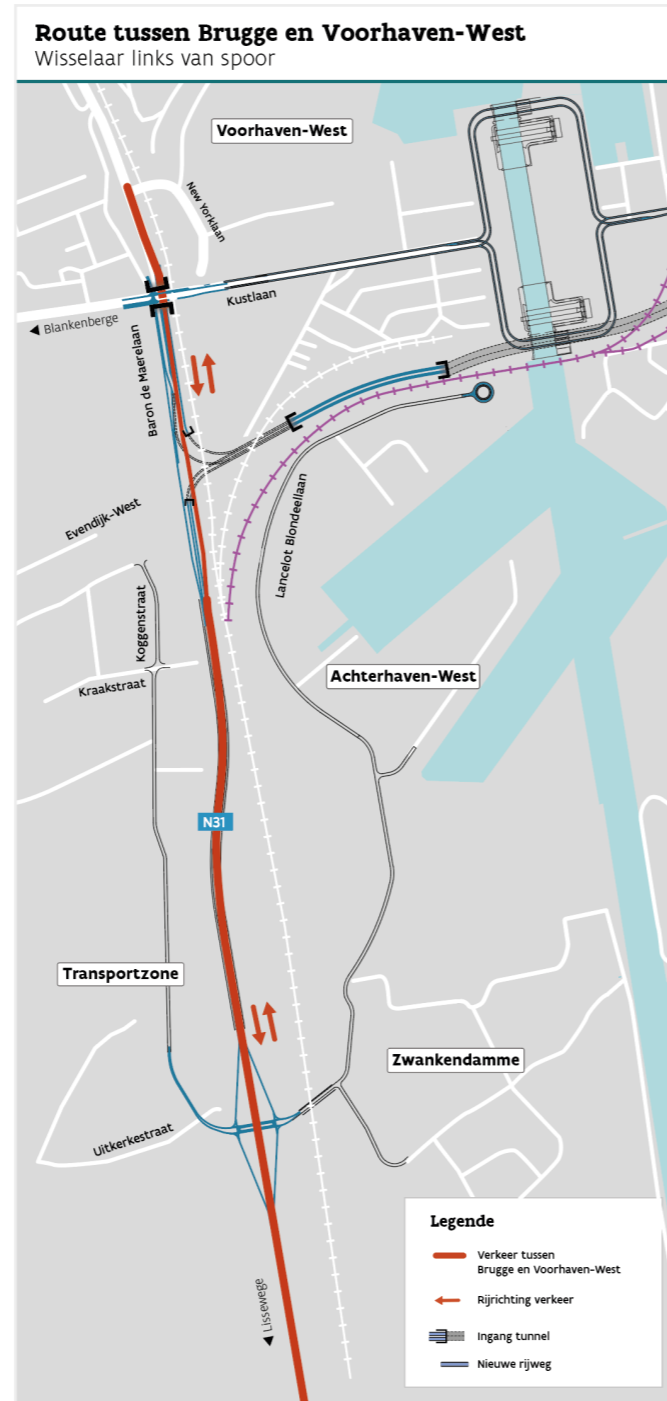 Route tussen Brugge en Voorhaven-West
Wisselaar links van spoor
Voorhaven-West
New Yorklaan
Kustlaan
◀ Blankenberge
Baron de Maerelaan
Evendijk-West
Lancelot Blondeellaan
Koggenstraat
Kraakstraat
Achterhaven-West
N31
Transportzone
Zwankendamme
Uitkerkestraat
◀ Lissewege
Legende
Verkeer tussen
Brugge en Voorhaven-West
Rijrichting verkeer
Ingang tunnel
Nieuwe rijweg